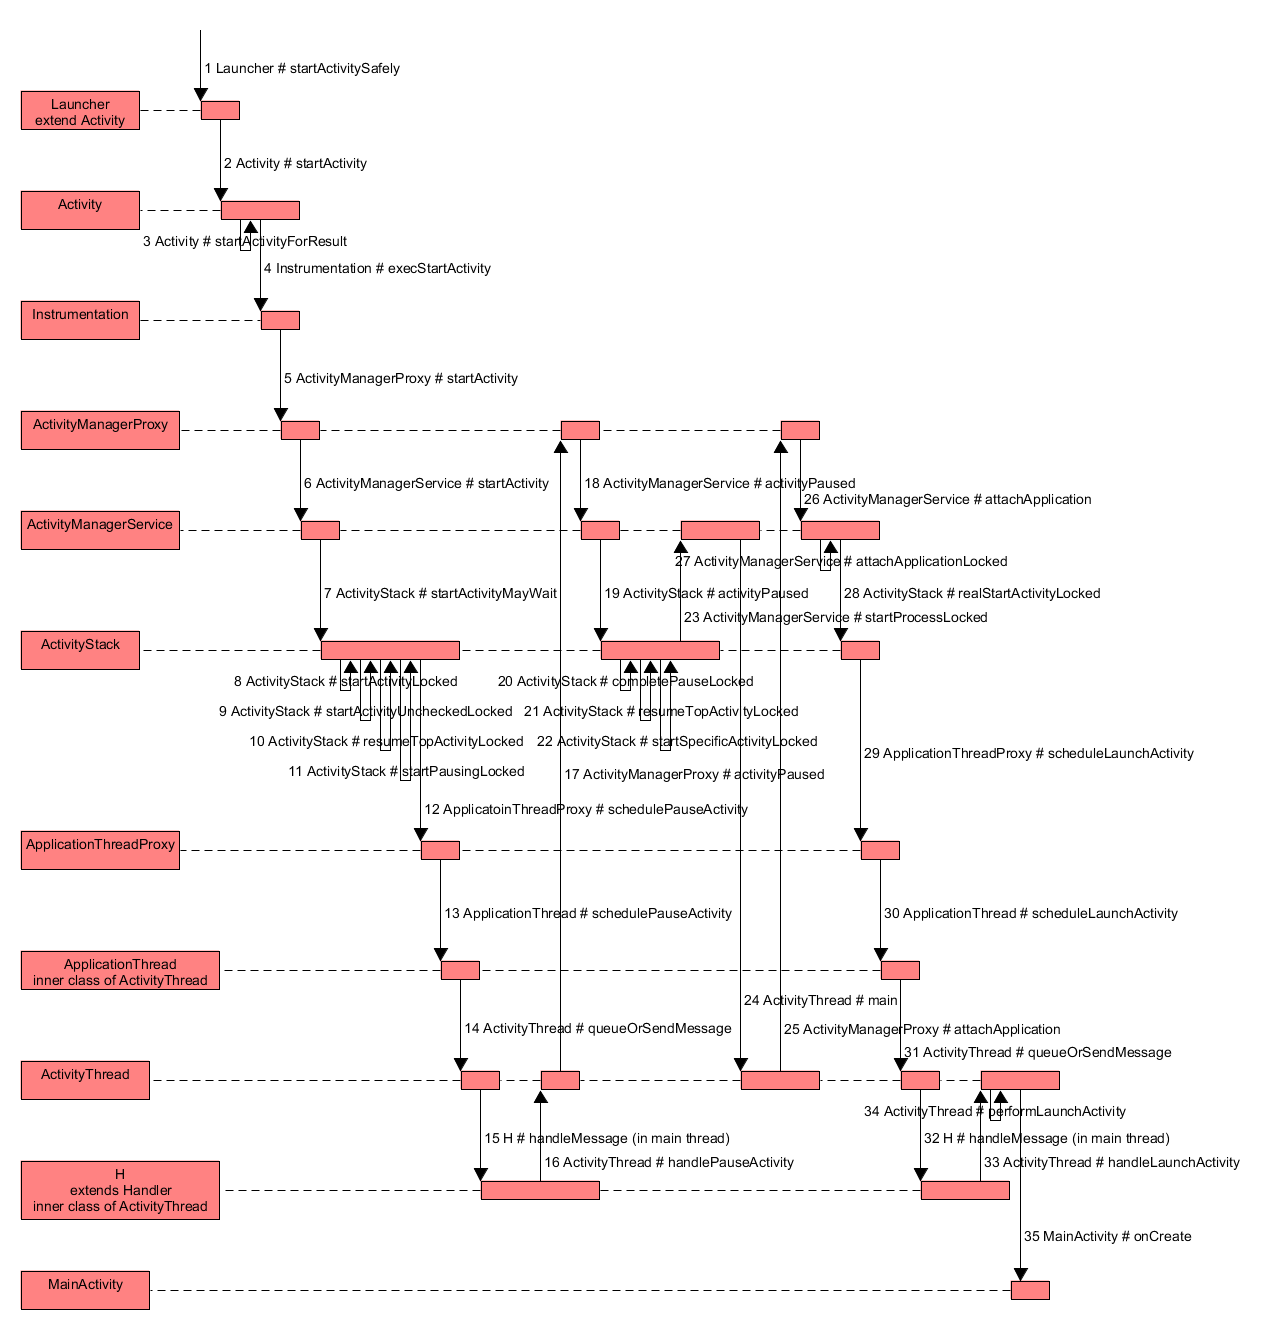 1 Launcher # startActivitySafely
Launcher
extend Activity
2 Activity # startActivity
Activity
3 Activity # startActivityForResult
4 Instrumentation # execStartActivity
Instrumentation
5 ActivityManagerProxy # startActivity
ActivityManagerProxy
6 ActivityManagerService # startActivity
18 ActivityManagerService # activityPaused
26 ActivityManagerService # attachApplication
ActivityManagerService
27 ActivityManagerService # attachApplicationLocked
7 ActivityStack # startActivityMayWait
19 ActivityStack # activityPaused
28 ActivityStack # realStartActivityLocked
23 ActivityManagerService # startProcessLocked
ActivityStack
8 ActivityStack # startActivityLocked
20 ActivityStack # completePauseLocked
9 ActivityStack # startActivityUncheckedLocked
21 ActivityStack # resumeTopActivityLocked
10 ActivityStack # resumeTopActivityLocked
22 ActivityStack # startSpecificActivityLocked
29 ApplicationThreadProxy # scheduleLaunchActivity
11 ActivityStack # startPausingLocked
17 ActivityManagerProxy # activityPaused
12 ApplicatoinThreadProxy # schedulePauseActivity
ApplicationThreadProxy
13 ApplicationThread # schedulePauseActivity
30 ApplicationThread # scheduleLaunchActivity
ApplicationThread
inner class of ActivityThread
24 ActivityThread # main
14 ActivityThread # queueOrSendMessage
25 ActivityManagerProxy # attachApplication
31 ActivityThread # queueOrSendMessage
ActivityThread
34 ActivityThread # performLaunchActivity
15 H # handleMessage (in main thread)
32 H # handleMessage (in main thread)
16 ActivityThread # handlePauseActivity
33 ActivityThread # handleLaunchActivity
H
extends Handler
inner class of ActivityThread
35 MainActivity # onCreate
MainActivity